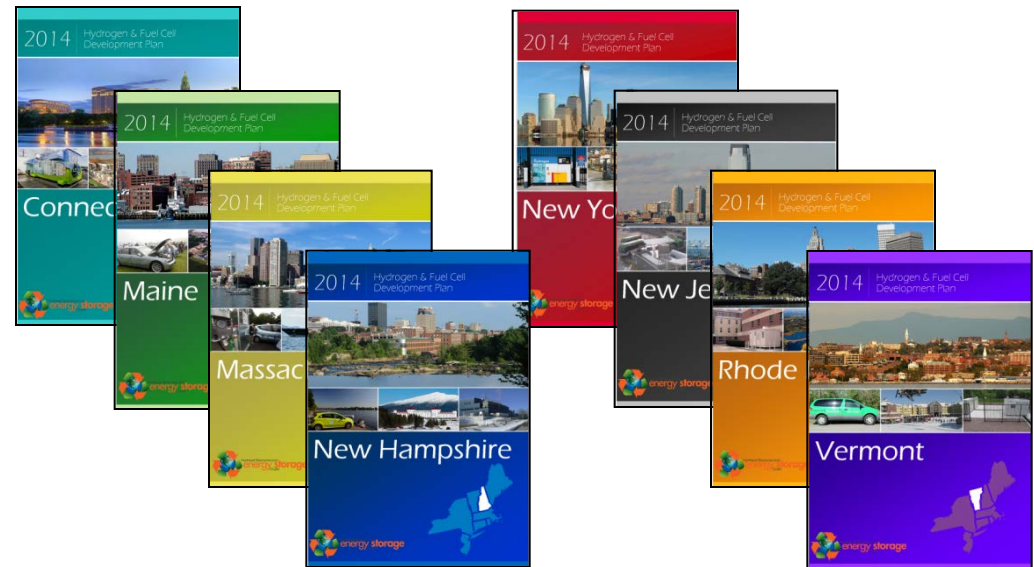 2014
Hydrogen & Fuel Cell
Development Plan
Connec
energy storage
2014
Hydrogen & Fuel Cell
Development Plan
Maine
energy storag
2014
Hydrogen & Fuel Cell
Development Plan
Massac
energy storage
2014
Hydrogen & Fuel Cell
Development Plan
New Hampshire
energy storage
2014
Hydrogen & Fuel Cell
Development Plan
New Yo
energy storage
2014
Hydrogen & Fuel Cell
Development Plan
New Je
energy storag
2014
Hydrogen & Fuel Cell
Development Plan
Rhode
energy storage
2014
Hydrogen & Fuel Cell
Development Plan
Vermont
energy storage